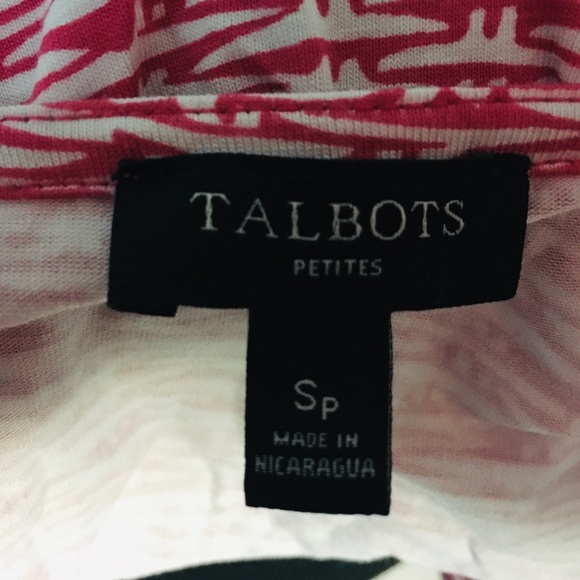 TALBOTS
PETITES
SP
MADE IN
NICARAGUA